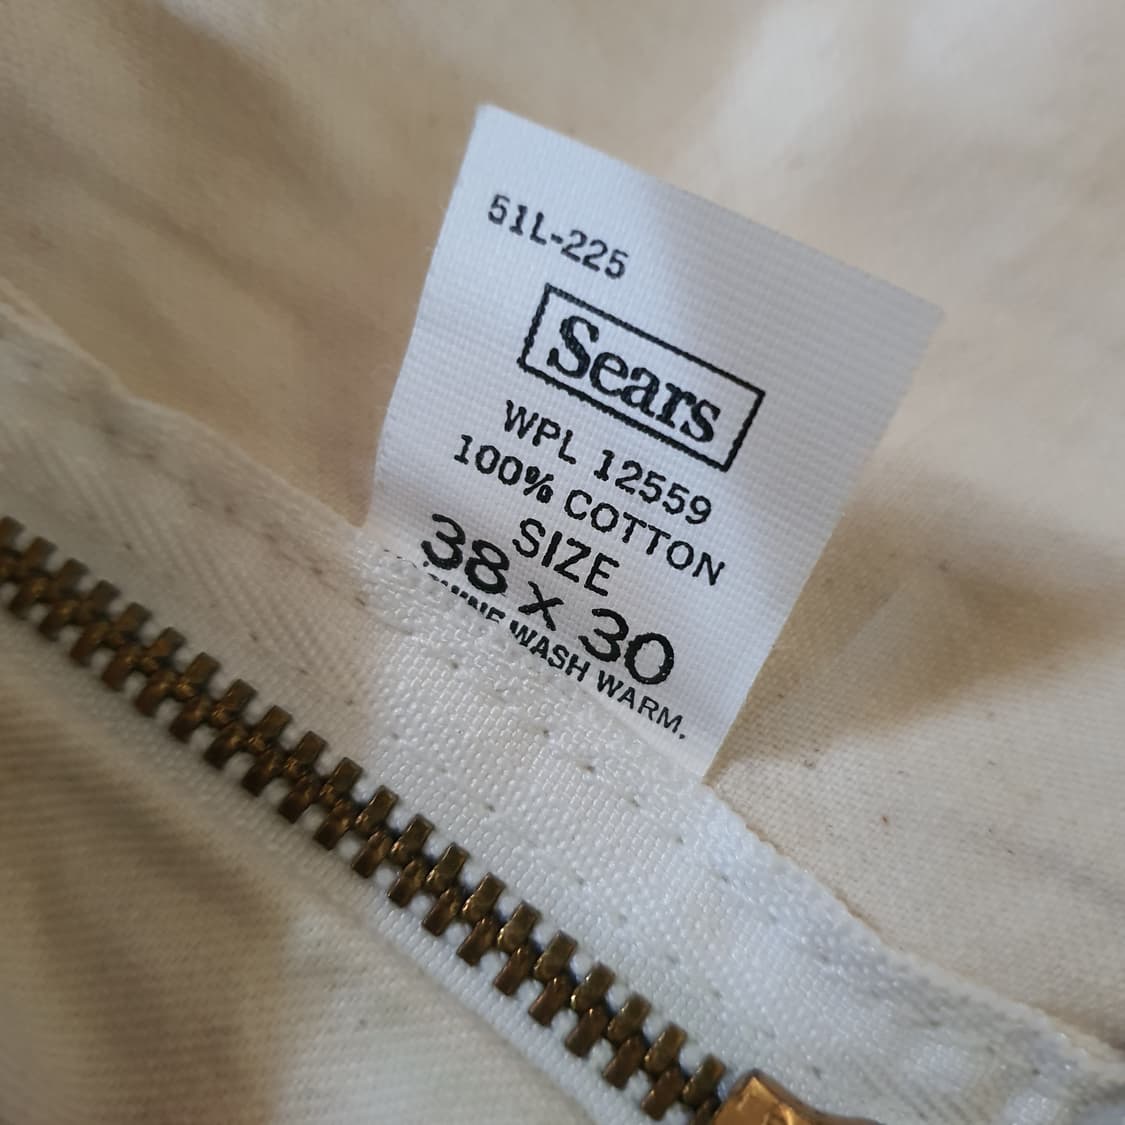 51L-225
Sears
WPL 12559
100% COTTON
SIZE
38 x 30
WASH WARM.